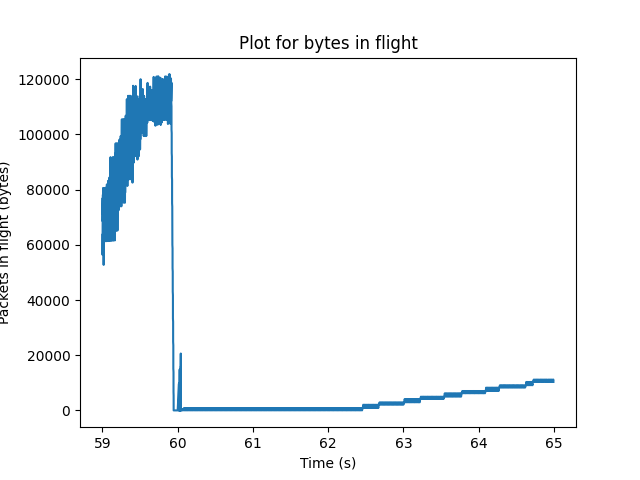 Plot for bytes in flight
120000
100000
80000
60000
40000
20000
0
Packets in flight (bytes)
59 60 61 62 63 64 65
Time (s)